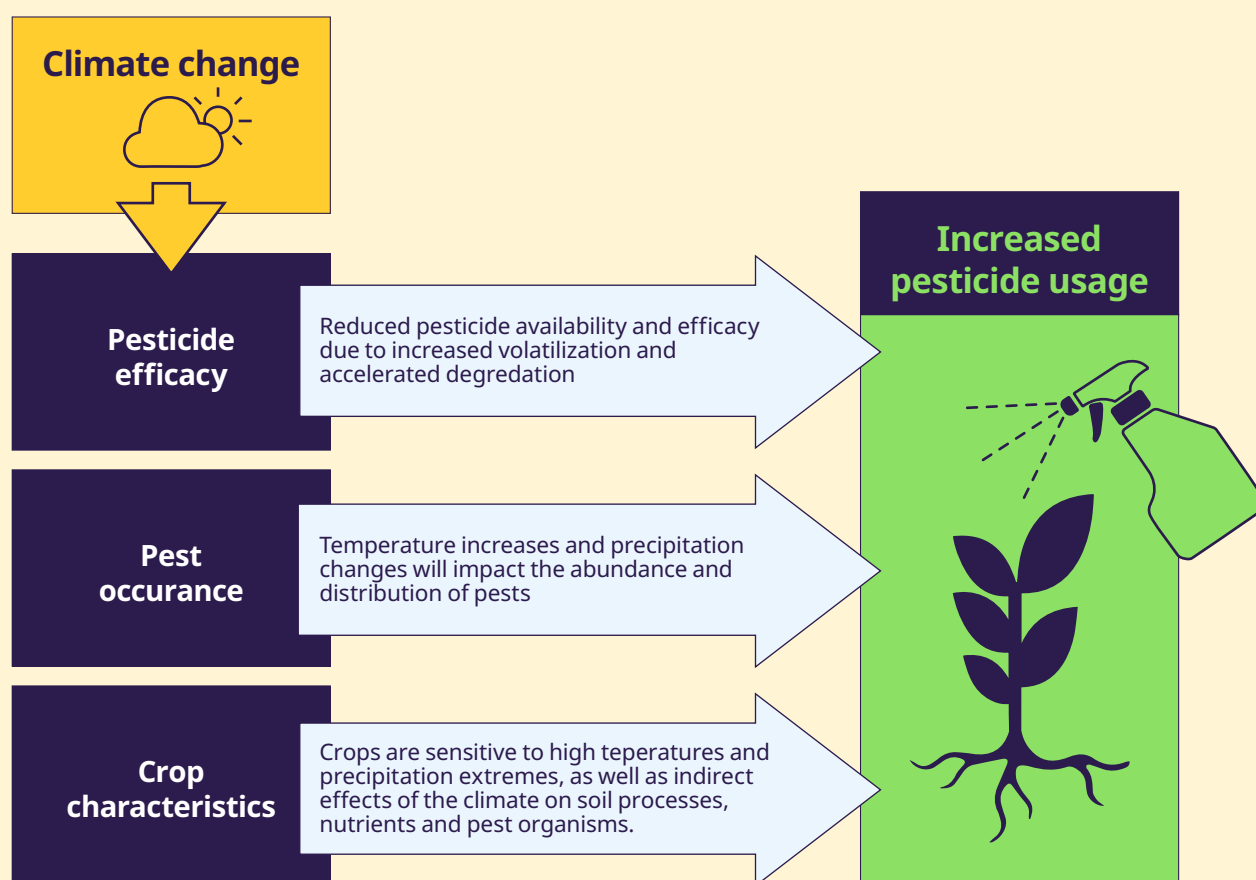 Climate change
Increased
pesticide usage
Pesticide
efficacy
Reduced pesticide availability and efficacy
due to increased volatilization and
accelerated degredation
Pest
occurance
Temperature increases and precipitation
changes will impact the abundance and
distribution of pests
Crop
characteristics
Crops are sensitive to high teperatures and
precipitation extremes, as well as indirect
effects of the climate on soil processes,
nutrients and pest organisms.